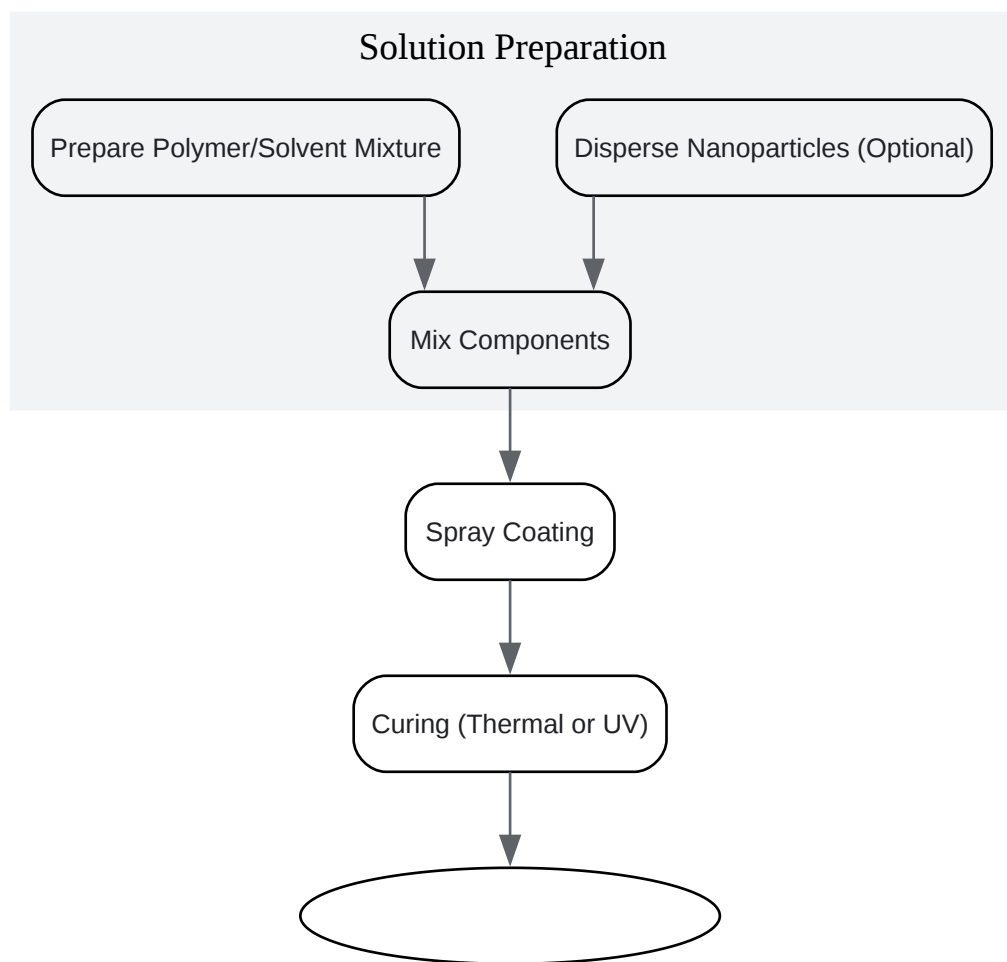 Solution Preparation
Prepare Polymer/Solvent Mixture
Disperse Nanoparticles (Optional)
Mix Components
Spray Coating
Curing (Thermal or UV)